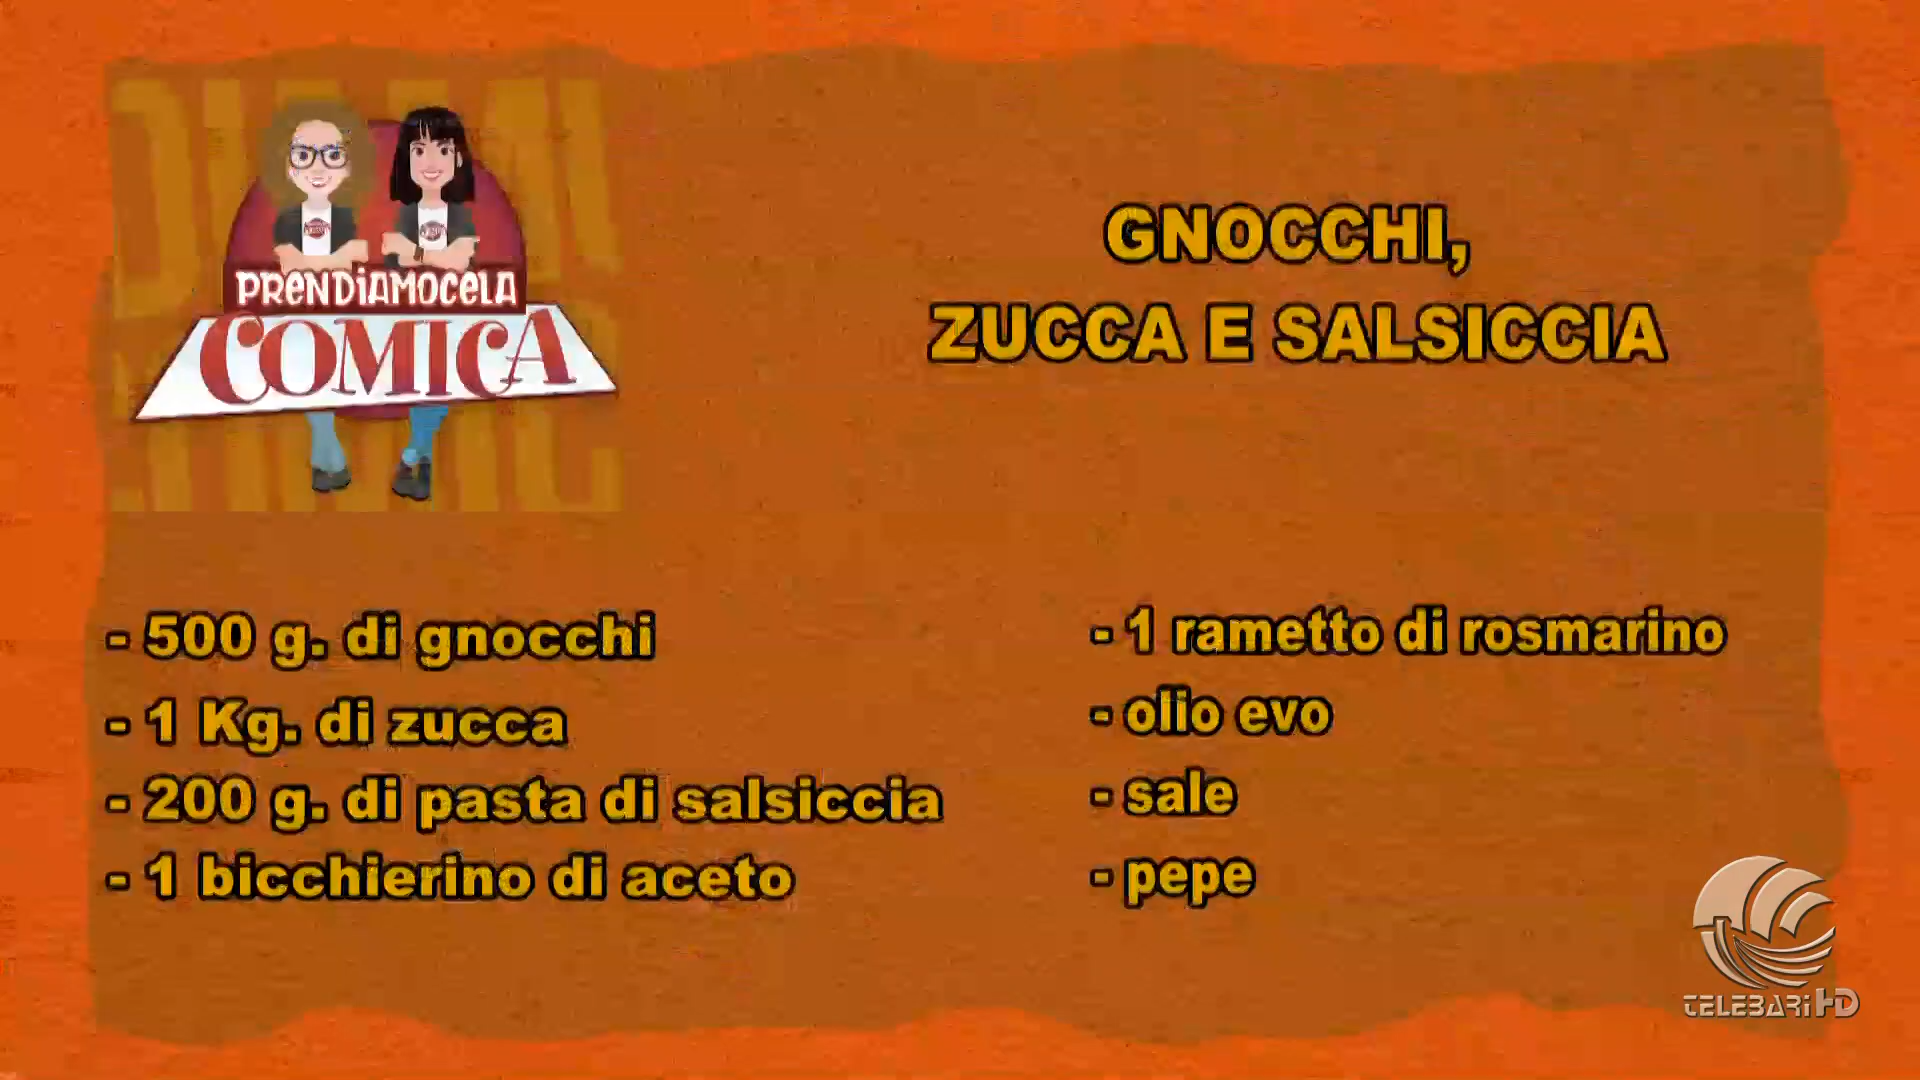 PRENDIAMOCELA
COMICA
GNOCCHI,
ZUCCA E SALSICCIA
- 500 g. di gnocchi
- 1 Kg. di zucca
- 200 g. di pasta di salsiccia
- 1 bicchierino di aceto
- 1 rametto di rosmarino
- olio evo
- sale
- pepe
TELEBARI HD